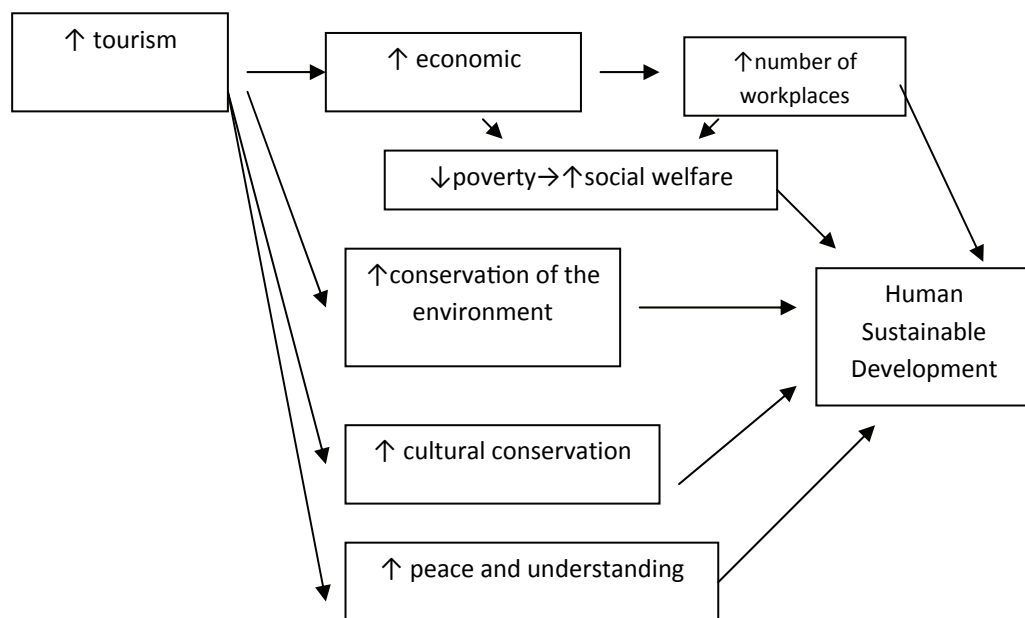 ↑ tourism
↑ economic
↑number of
workplaces
↓poverty→↑social welfare
↑conservation of the
environment
Human
Sustainable
Development
↑ cultural conservation
↑ peace and understanding